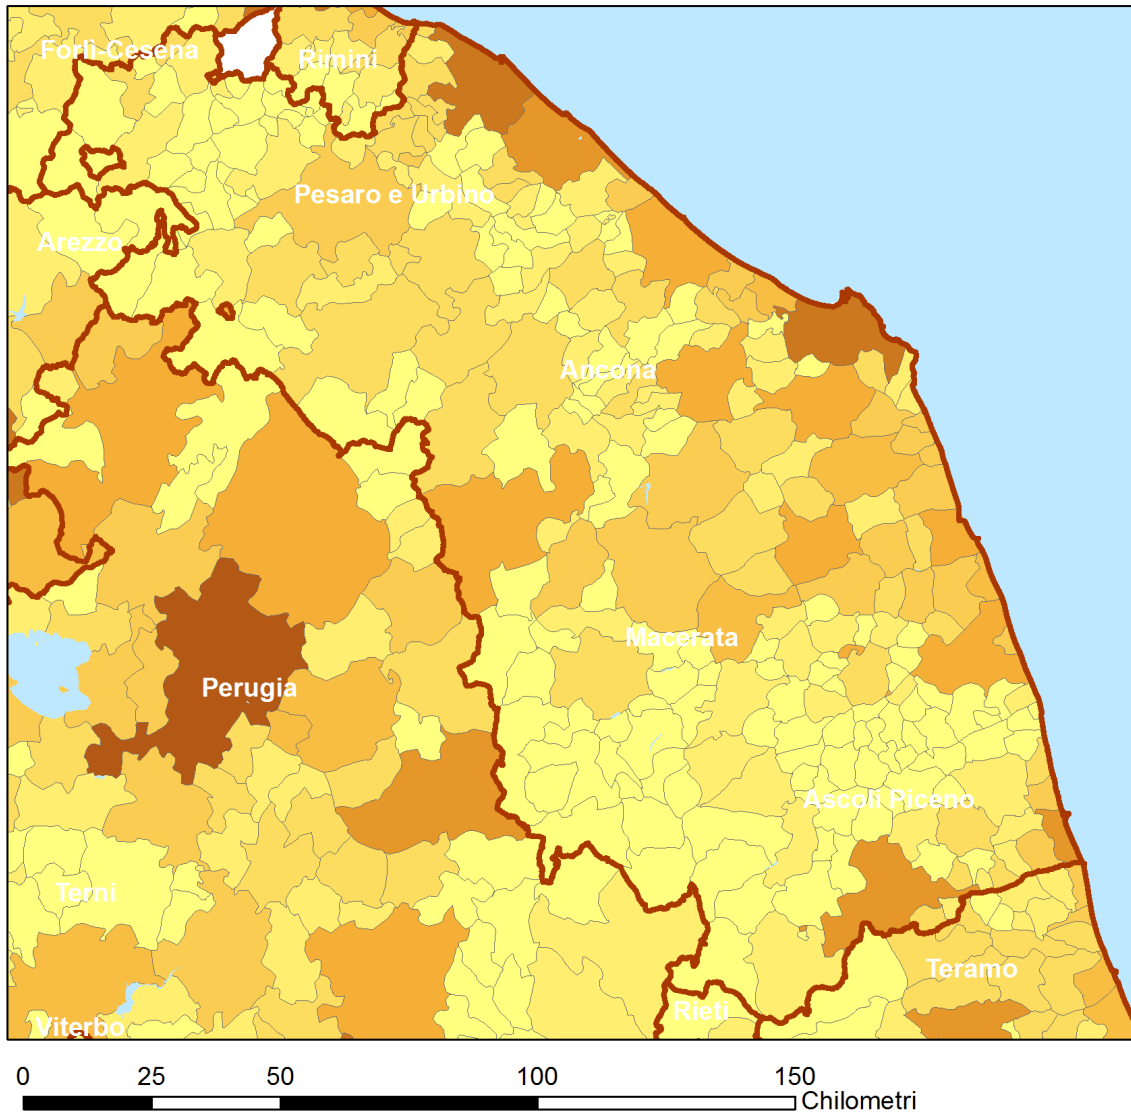 Forlì-Cesena
Rimini
Pesaro e Urbino
Arezzo
Ancona
Macerata
Perugia
Ascoli Piceno
Terni
Teramo
Rieti
Viterbo
0 25 50 100 150
Chilometri